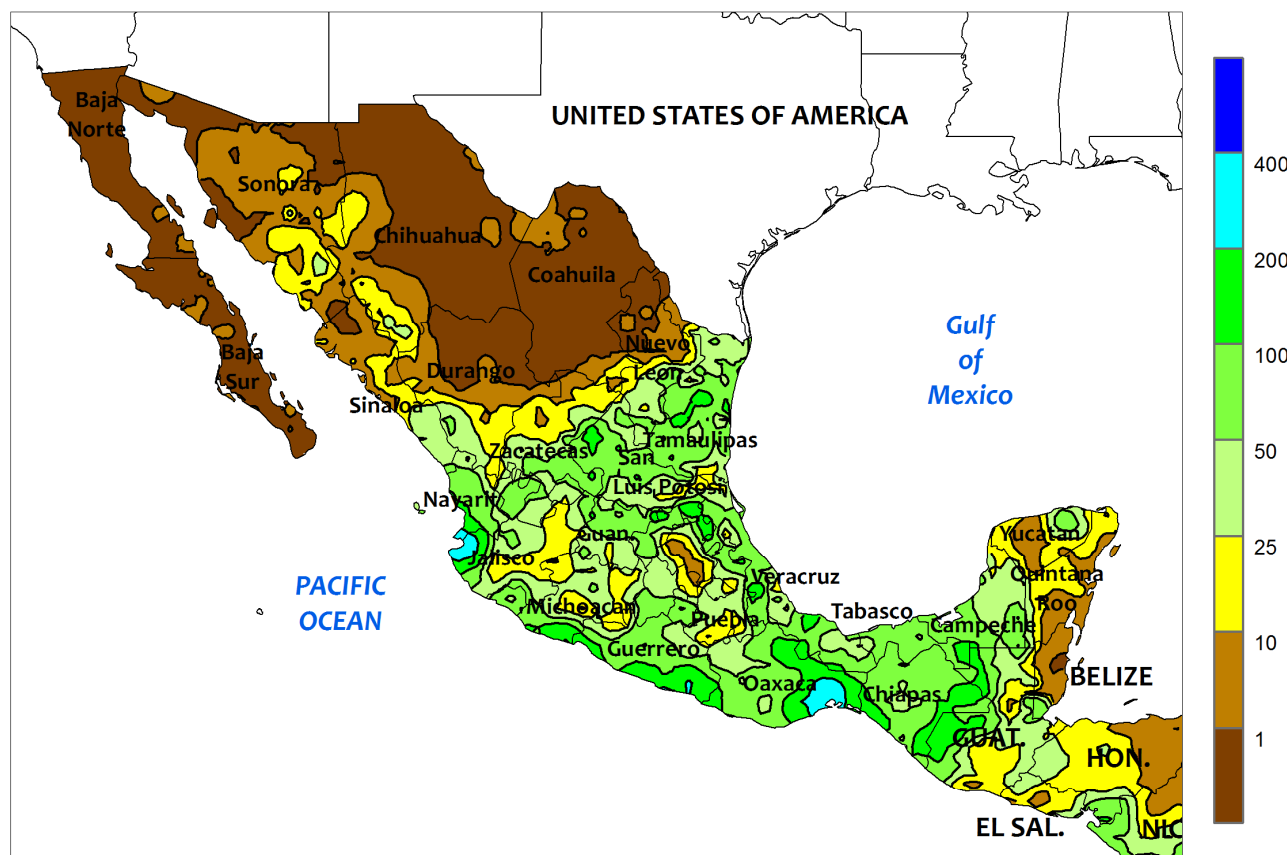 Baja
Norte
UNITED STATES OF AMERICA
Sonora
Chihuahua
Coahuila
Gulf
of
Mexico
Nuevo
Leon
Baja
Sur
Durango
Sinaloa
Zacatecas
Tamaulipas
San
Luis Potosi
Nayarit
Guan.
Jalisco
Yucatan
Quintana
Roo
PACIFIC
OCEAN
Veracruz
Michoacan
Puebla
Tabasco
Campeche
Guerrero
Oaxaca
Chiapas
BELIZE
GUAT.
HON.
EL SAL.
NIC
400
200
100
50
25
10
1